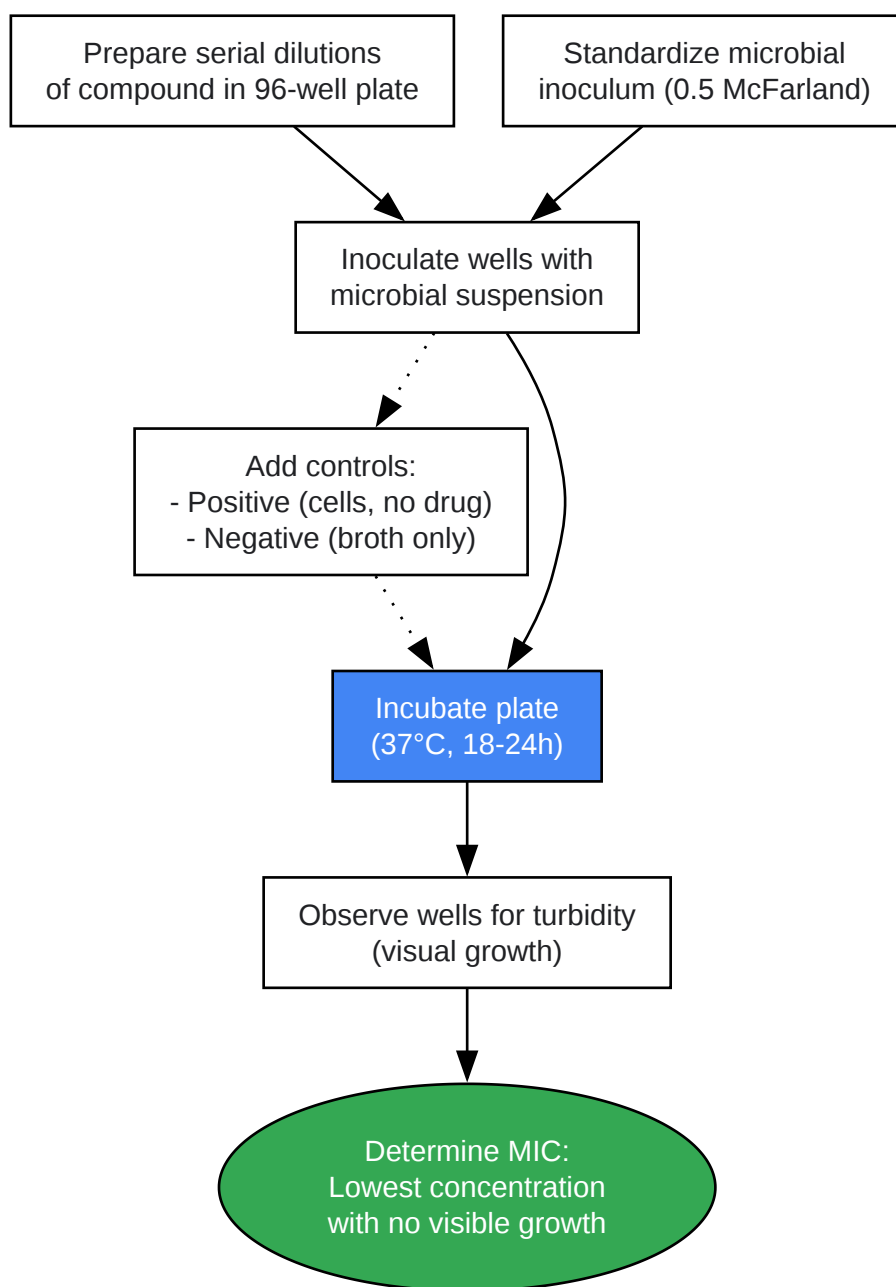 Prepare serial dilutions
of compound in 96-well plate
Standardize microbial
inoculum (0.5 McFarland)
Inoculate wells with
microbial suspension
Add controls:
- Positive (cells, no drug)
- Negative (broth only)
Incubate plate
(37°C, 18-24h)
Observe wells for turbidity
(visual growth)
Determine MIC:
Lowest concentration
with no visible growth